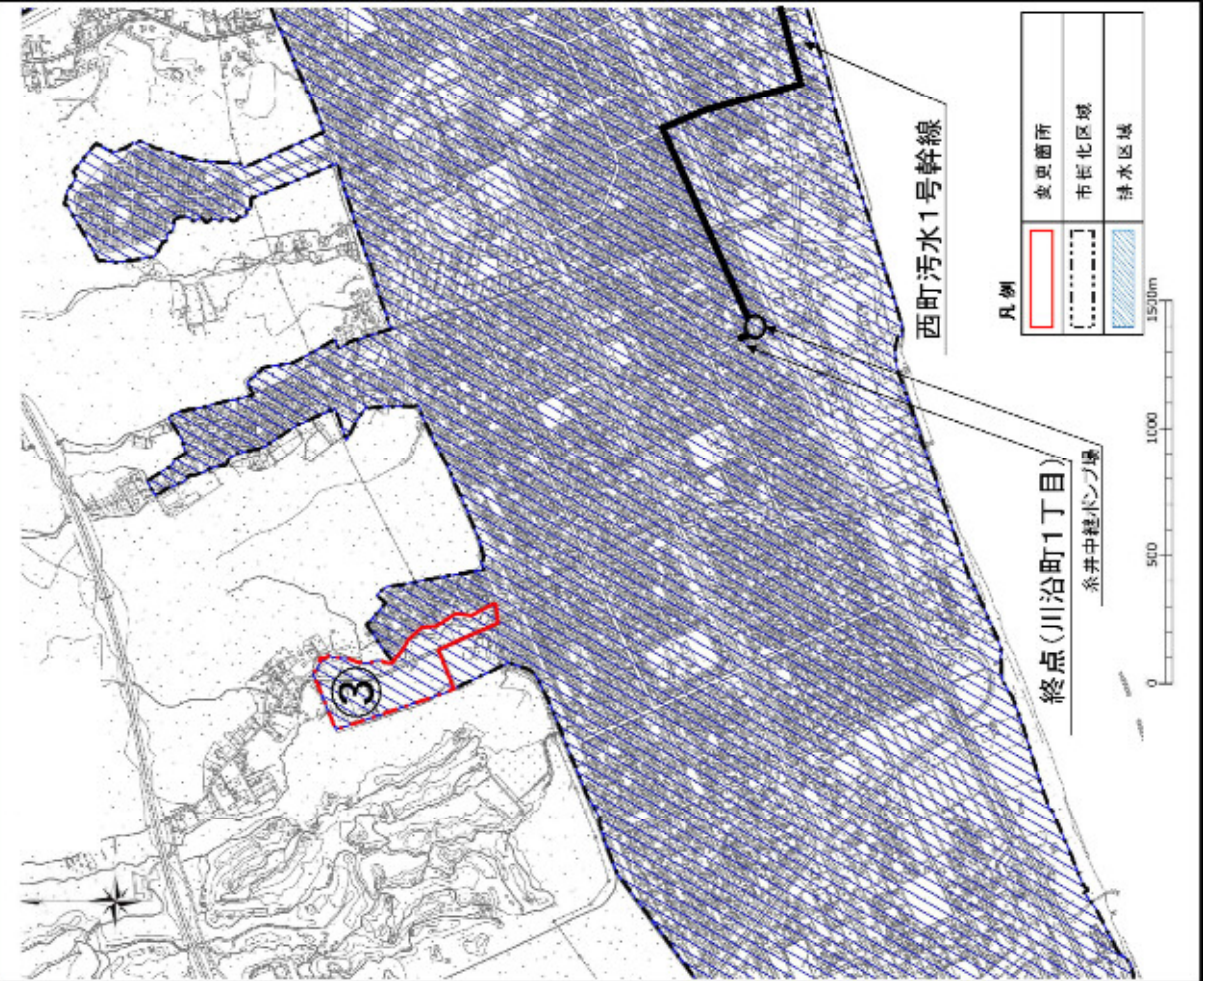 西町汚水1号幹線
凡例
変更箇所
市街化区域
排水区域
③
終点(川沿町1丁目)
糸井中継ポンプ場
0
500
1000
1500m